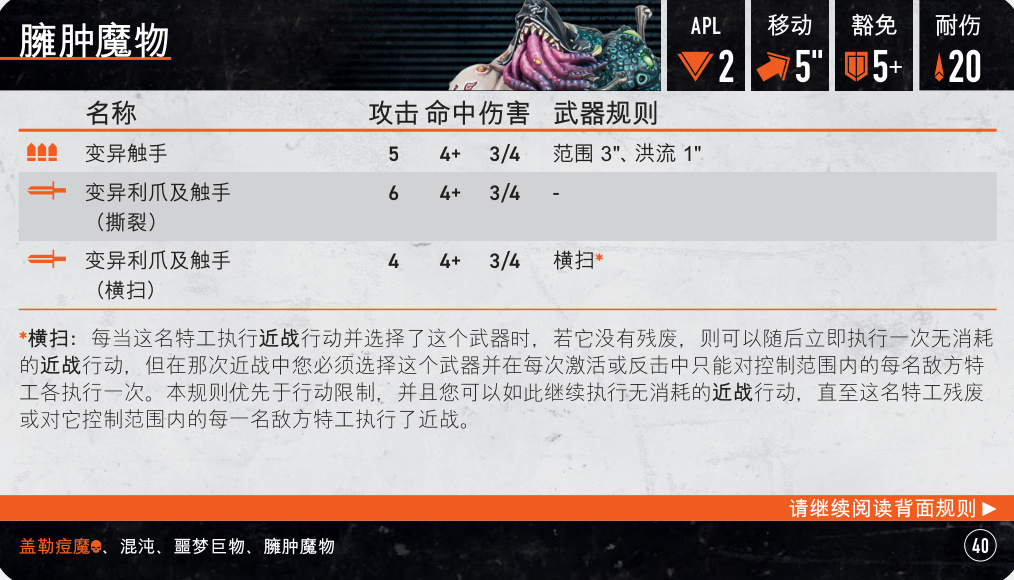 臃肿魔物
APL 移动 豁免 耐伤
2 5" 5+ 20
名称 攻击 命中 伤害 武器规则
变异触手 5 4+ 3/4 范围 3"、洪流 1"
变异利爪及触手 6 4+ 3/4 -
（撕裂）
变异利爪及触手 4 4+ 3/4 横扫*
（横扫）
*横扫：每当这名特工执行近战行动并选择了这个武器时，若它没有残废，则可以随后立即执行一次无消耗
的近战行动，但在那次近战中您必须选择这个武器并在每次激活或反击中只能对控制范围内的每名敌方特
工各执行一次。本规则优先于行动限制，并且您可以如此继续执行无消耗的近战行动，直至这名特工残废
或对它控制范围内的每一名敌方特工执行了近战。
请继续阅读背面规则▶
盖勒痘魔、混沌、噩梦巨物、臃肿魔物 40